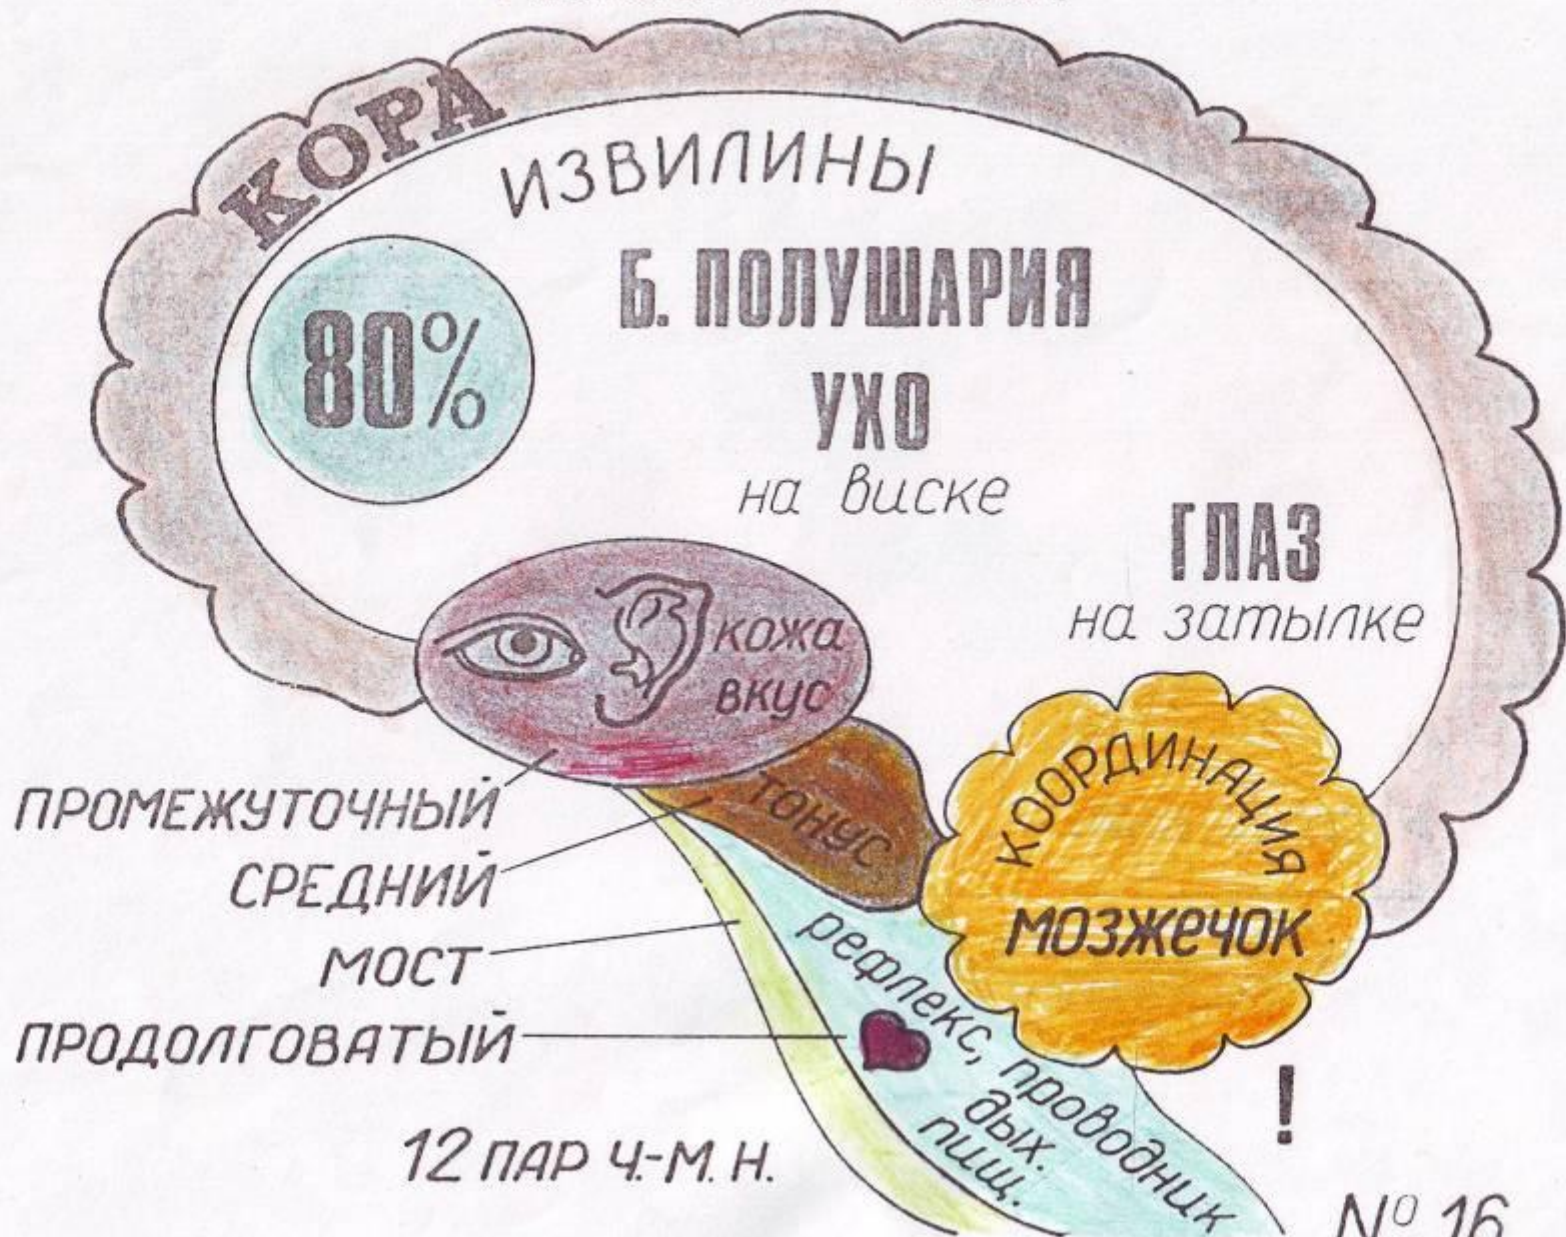 КОРА
ИЗВИЛИНЫ
80%
Б. ПОЛУШАРИЯ
УХО
на виске
ГЛАЗ
на затылке
кожа
вкус
ПРОМЕЖУТОЧНЫЙ
СРЕДНИЙ
МОСТ
ПРОДОЛГОВАТЫЙ
ТОНУС
КООРДИНАЦИЯ
МОЗЖЕЧОК
рефлекс, проводник
дых.
пищ.
!
12 ПАР Ч.-М. Н.
№ 16